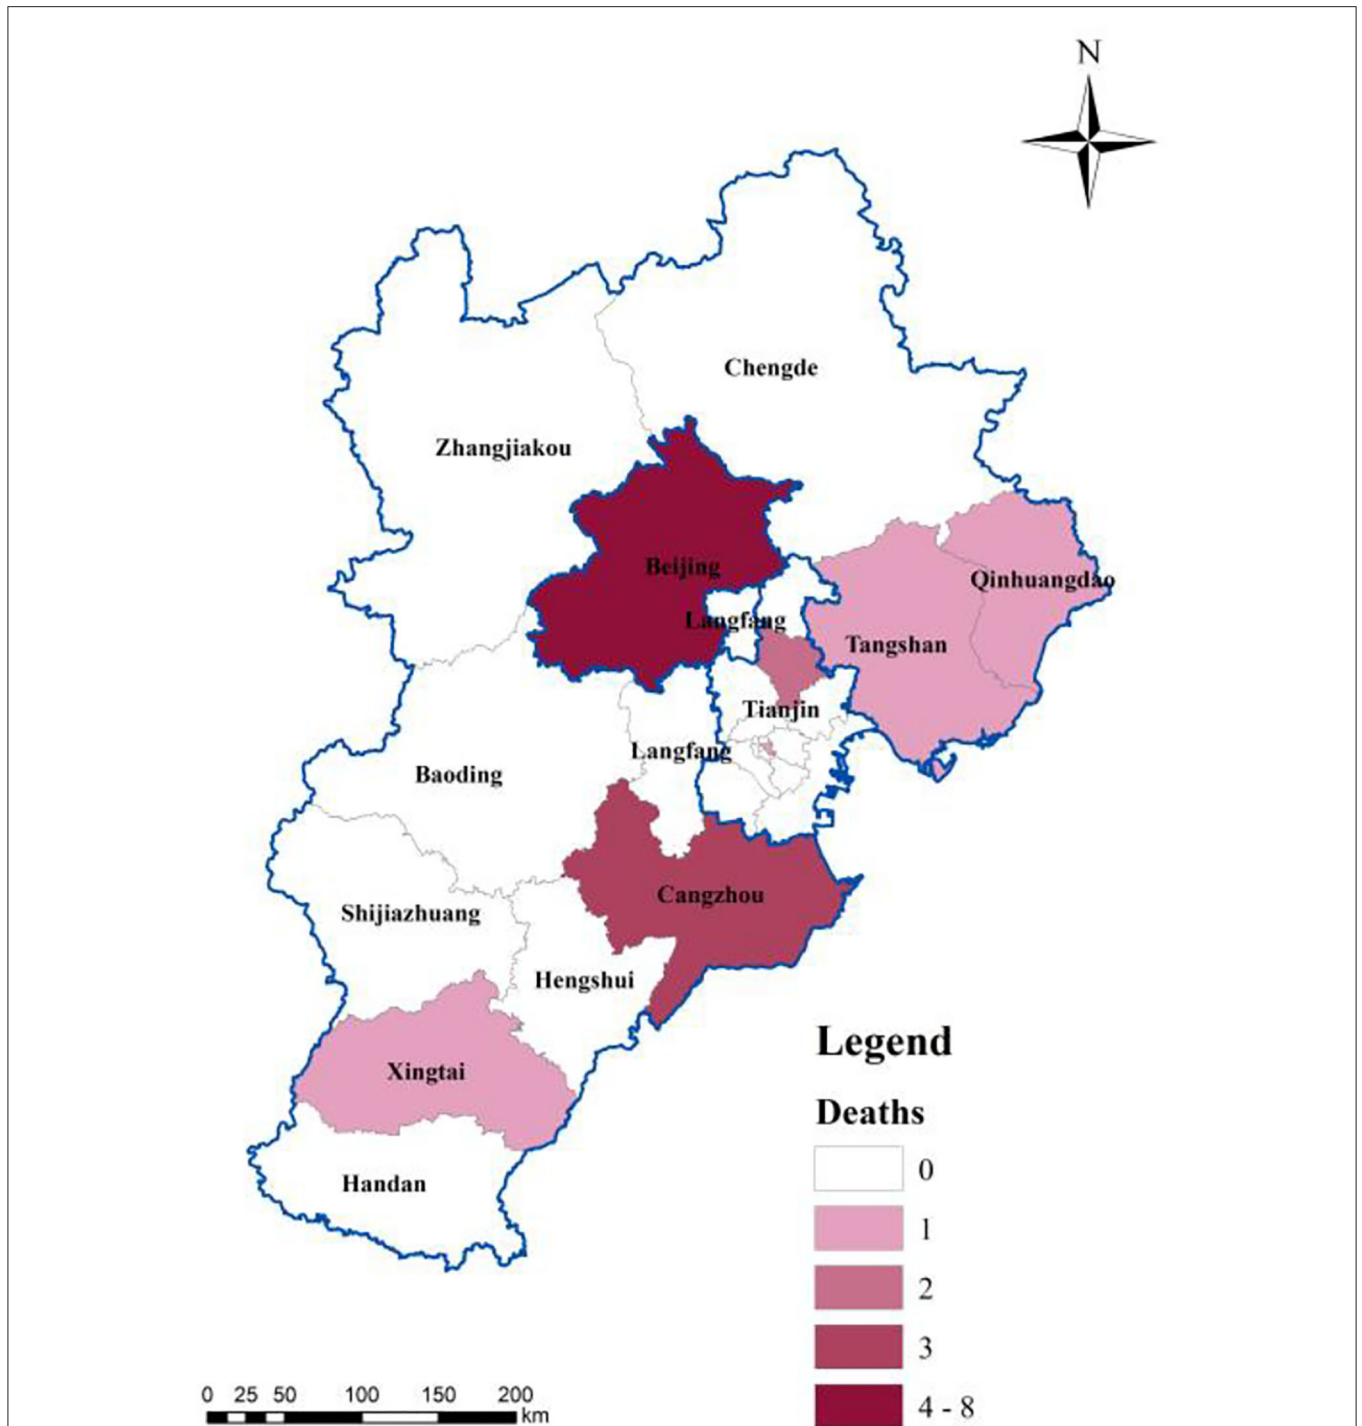 N
Chengde
Zhangjiakou
Beijing
Qinhuangdao
Langfang
Tangshan
Tianjin
Langfang
Baoding
Cangzhou
Shijiazhuang
Hengshui
Xingtai
Handan
Legend
Deaths
0
1
2
3
4 - 8
0 25 50 100 150 200
km